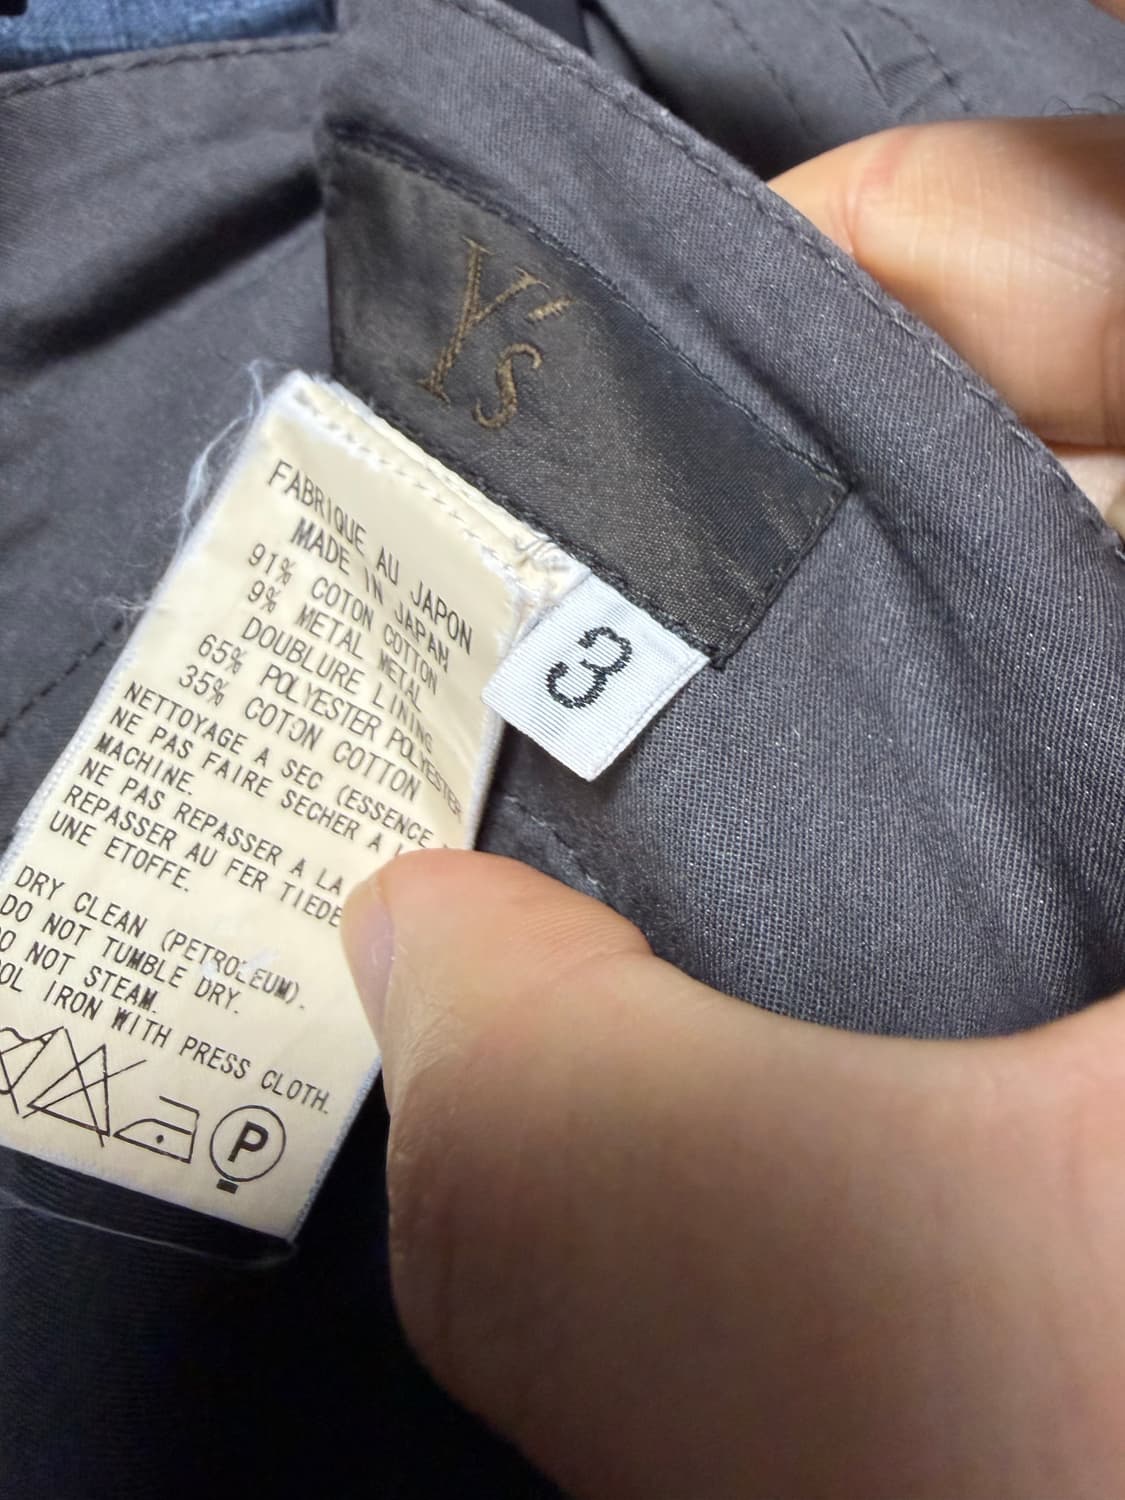 Y's
3
FABRIQUE AU JAPON
MADE IN JAPAN
91% COTON COTTON
9% METAL METAL
DOUBLURE LINING
65% POLYESTER POLYESTER
35% COTON COTTON
NETTOYAGE A SEC (ESSENCE
NE PAS FAIRE SECHER A
MACHINE.
NE PAS REPASSER A LA
REPASSER AU FER TIEDE
UNE ETOFFE.
DRY CLEAN (PETROLEUM).
DO NOT TUMBLE DRY.
DO NOT STEAM.
OOL IRON WITH PRESS CLOTH.
P